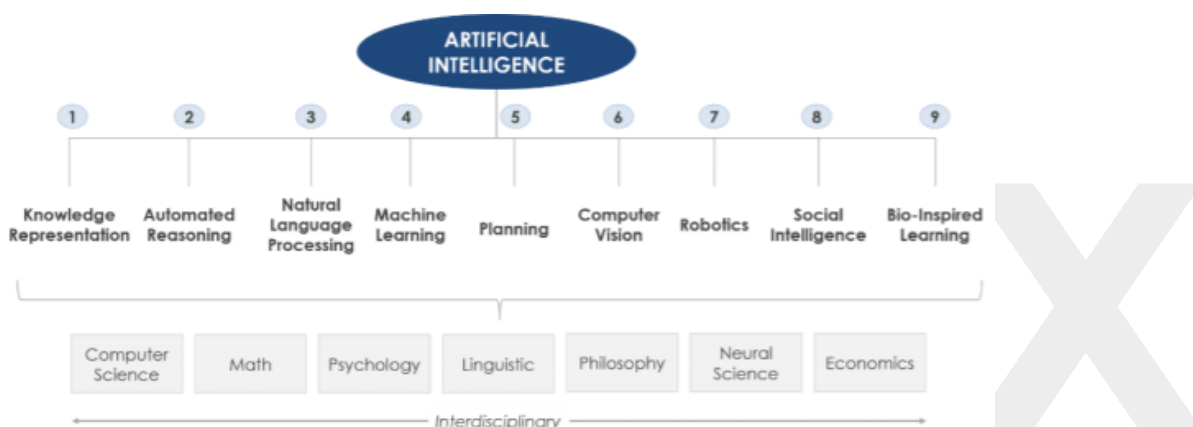 ARTIFICIAL
INTELLIGENCE
1 2 3 4 5 6 7 8 9
Knowledge
Representation
Automated
Reasoning
Natural
Language
Processing
Machine
Learning
Planning
Computer
Vision
Robotics
Social
Intelligence
Bio-Inspired
Learning
Computer
Science
Math
Psychology
Linguistic
Philosophy
Neural
Science
Economics
Interdisciplinary
X